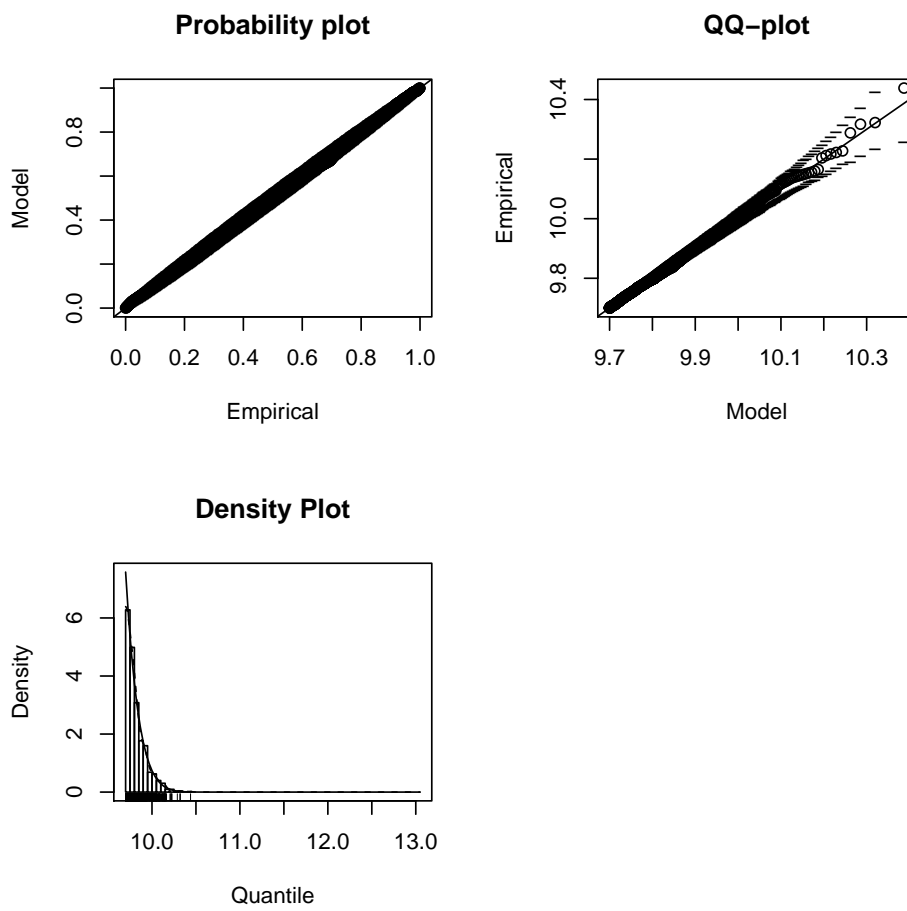 Probability plot
0.0 0.4 0.8
Model
0.0 0.2 0.4 0.6 0.8 1.0
Empirical
QQ−plot
9.8 10.0 10.4
Empirical
9.7 9.9 10.1 10.3
Model
Density Plot
0 2 4 6
Density
10.0 11.0 12.0 13.0
Quantile